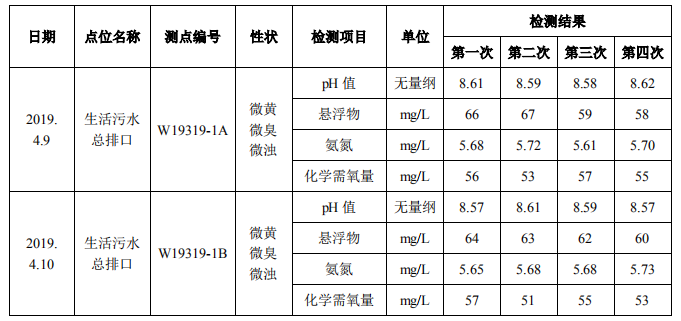 日期 点位名称 测点编号 性状 检测项目 单位 检测结果
第一次 第二次 第三次 第四次
2019.4.9 生活污水总排口 W19319-1A 微黄微臭微浊 pH 值 无量纲 8.61 8.59 8.58 8.62
悬浮物 mg/L 66 67 59 58
氨氮 mg/L 5.68 5.72 5.61 5.70
化学需氧量 mg/L 56 53 57 55
2019.4.10 生活污水总排口 W19319-1B 微黄微臭微浊 pH 值 无量纲 8.57 8.61 8.59 8.57
悬浮物 mg/L 64 63 62 60
氨氮 mg/L 5.65 5.68 5.68 5.73
化学需氧量 mg/L 57 51 55 53